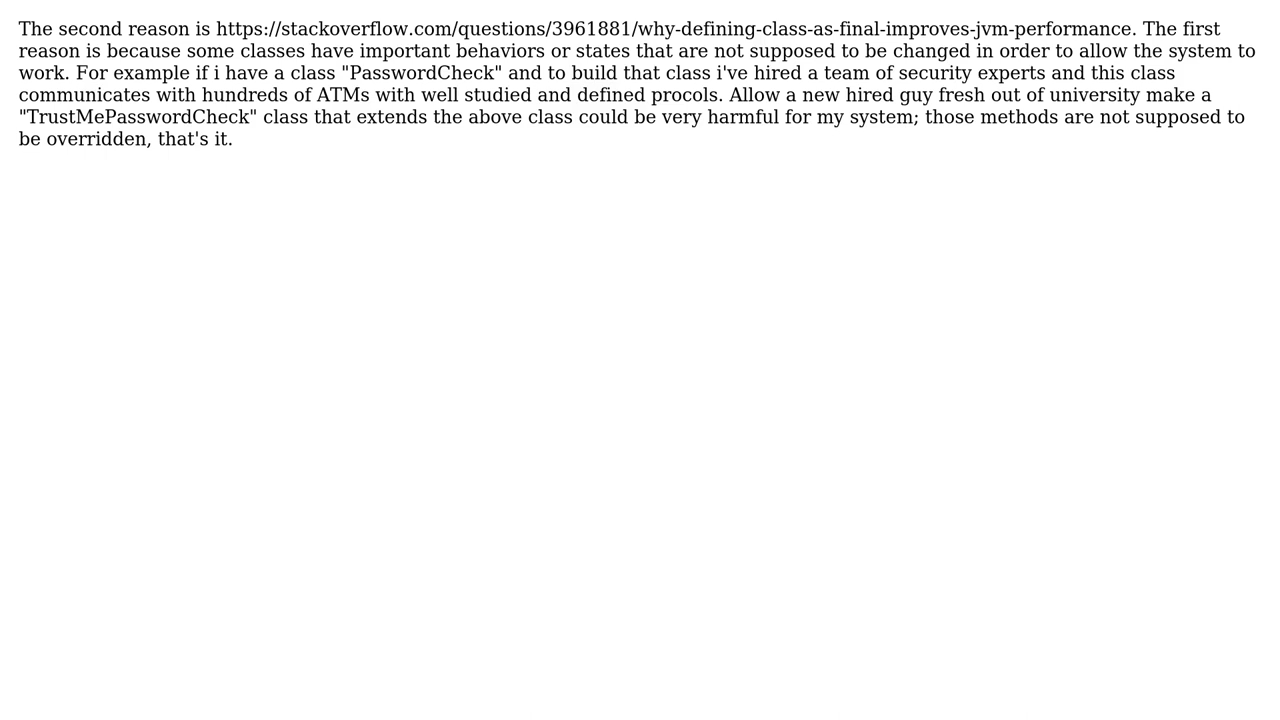 The second reason is https://stackoverflow.com/questions/3961881/why-defining-class-as-final-improves-jvm-performance. The first
reason is because some classes have important behaviors or states that are not supposed to be changed in order to allow the system to
work. For example if i have a class "PasswordCheck" and to build that class i've hired a team of security experts and this class
communicates with hundreds of ATMs with well studied and defined procols. Allow a new hired guy fresh out of university make a
"TrustMePasswordCheck" class that extends the above class could be very harmful for my system; those methods are not supposed to
be overridden, that's it.